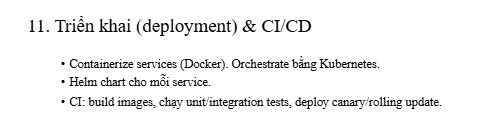 11. Triển khai (deployment) & CI/CD
• Containerize services (Docker). Orchestrate bằng Kubernetes.
• Helm chart cho mỗi service.
• CI: build images, chạy unit/integration tests, deploy canary/rolling update.